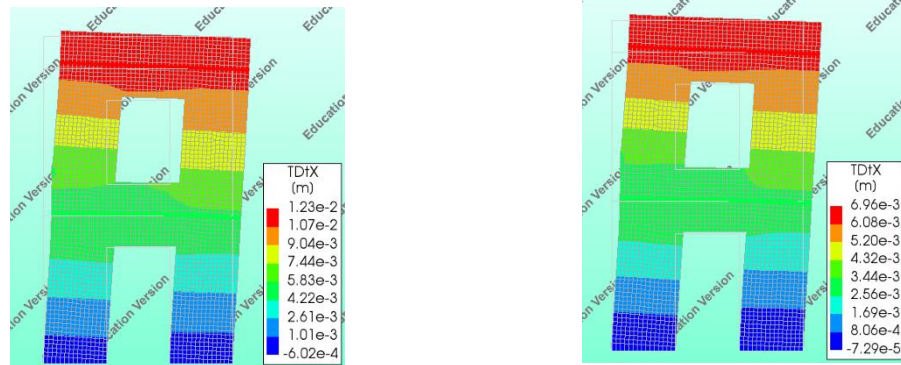 Education Version
TDtX
(m)
1.23e-2
1.07e-2
9.04e-3
7.44e-3
5.83e-3
4.22e-3
2.61e-3
1.01e-3
-6.02e-4
Education Version
TDtX
(m)
6.96e-3
6.08e-3
5.20e-3
4.32e-3
3.44e-3
2.56e-3
1.69e-3
8.06e-4
-7.29e-5